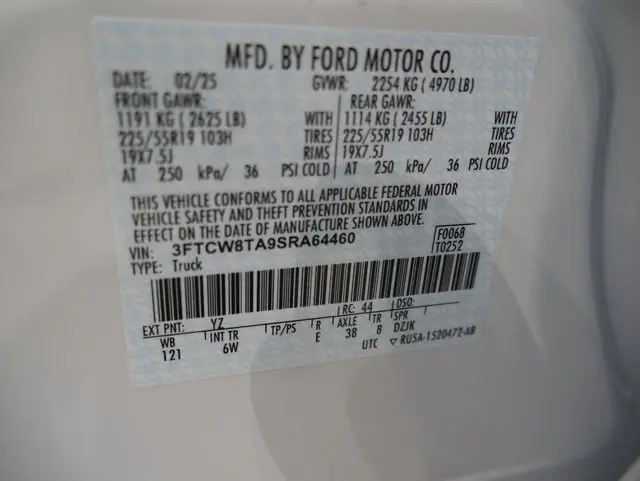 MFD. BY FORD MOTOR CO.
DATE: 02/25 GVWR: 2254 KG (4970 LB)
FRONT GAWR: REAR GAWR:
1191 KG (2625 LB) WITH 1114 KG (2455 LB) WITH
225/55R19 103H TIRES 225/55R19 103H TIRES
19X7.5J RIMS 19X7.5J RIMS
AT 250 kPa/ 36 PSI COLD AT 250 kPa/ 36 PSI COLD
THIS VEHICLE CONFORMS TO ALL APPLICABLE FEDERAL MOTOR
VEHICLE SAFETY AND THEFT PREVENTION STANDARDS IN
EFFECT ON THE DATE OF MANUFACTURE SHOWN ABOVE.
VIN: 3FTCW8TA9SRA64460 F0068
TYPE: Truck T0252
EXT PNT: YZ RC: 44 DSO:
WB INT TR TP/PS R AXLE TR SPR
121 6W E 38 8 DZJK
UTC ▽ RU5A-1520472-AB